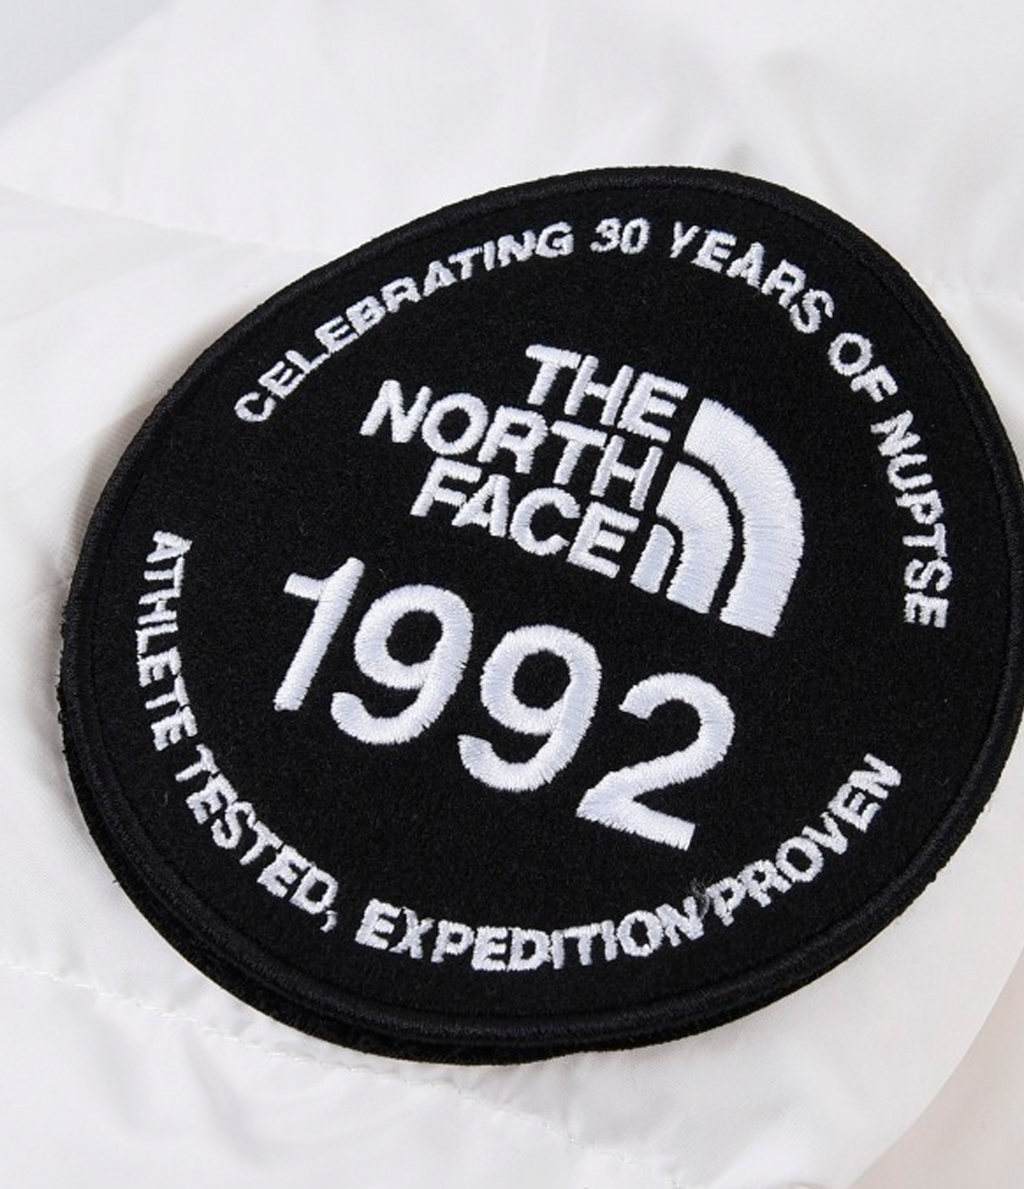 CELEBRATING 30 YEARS OF NUPTSE
THE
NORTH
FACE
1992
ATHLETE TESTED, EXPEDITION PROVEN